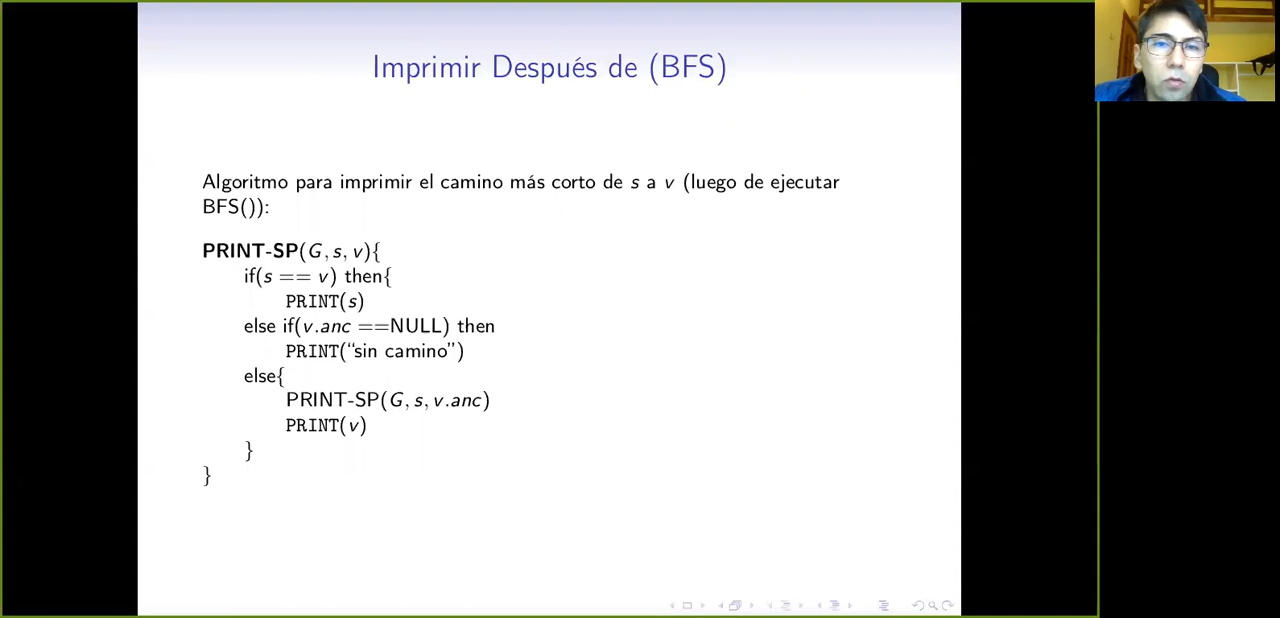 Imprimir Después de (BFS)
Algoritmo para imprimir el camino más corto de s a v (luego de ejecutar
BFS()):
PRINT-SP(G, s, v){
if(s == v) then{
PRINT(s)
else if(v.anc ==NULL) then
PRINT(“sin camino”)
else{
PRINT-SP(G, s, v.anc)
PRINT(v)
}
}